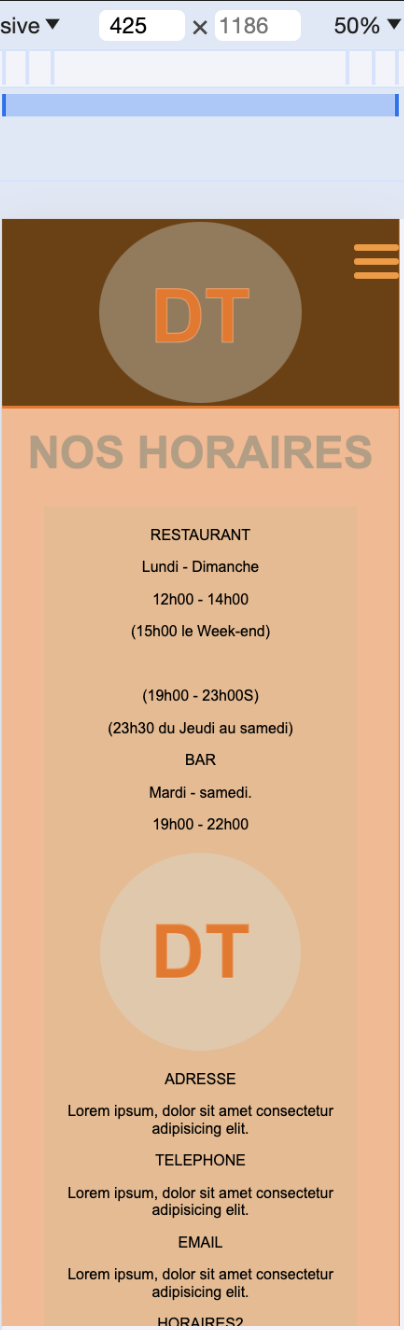 sive
425 × 1186
50%
DT
NOS HORAIRES
RESTAURANT
Lundi - Dimanche
12h00 - 14h00
(15h00 le Week-end)
(19h00 - 23h00S)
(23h30 du Jeudi au samedi)
BAR
Mardi - samedi.
19h00 - 22h00
DT
ADRESSE
Lorem ipsum, dolor sit amet consectetur
adipisicing elit.
TELEPHONE
Lorem ipsum, dolor sit amet consectetur
adipisicing elit.
EMAIL
Lorem ipsum, dolor sit amet consectetur
adipisicing elit.
HORAIRES2